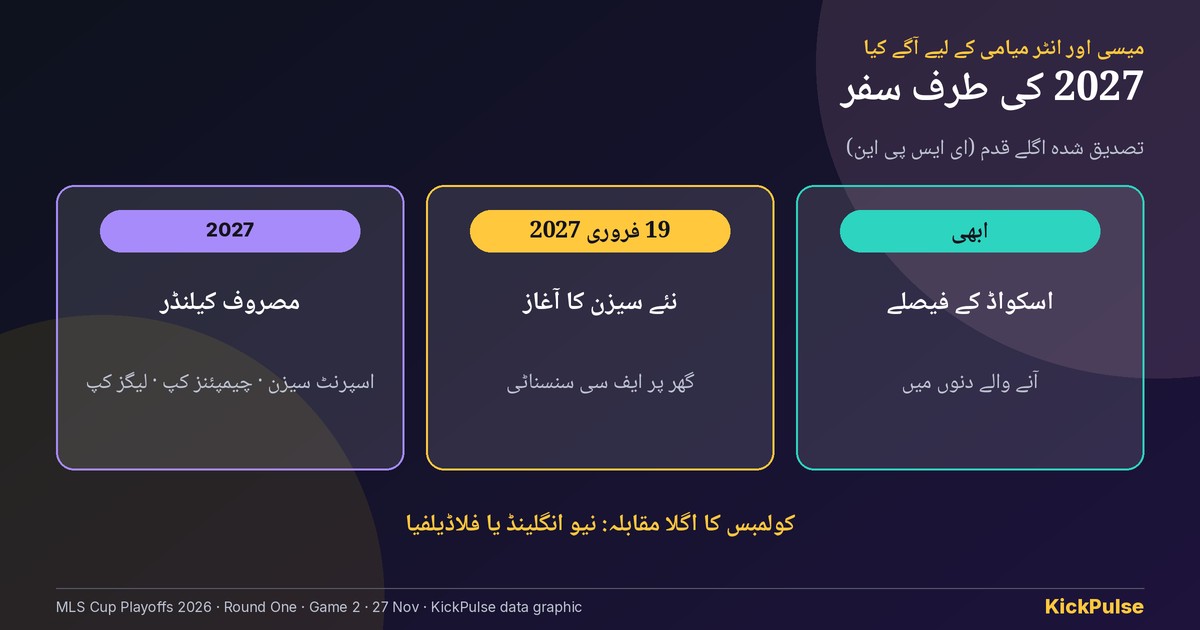 میسی اور انٹر میامی کے لیے آگے کیا
2027 کی طرف سفر
تصدیق شدہ اگلے قدم (ای ایس پی این)
ابھی
اسکواڈ کے فیصلے
آنے والے دنوں میں
19 فروری 2027
نئے سیزن کا آغاز
گھر پر ایف سی سنسناٹی
2027
مصروف کیلنڈر
اسپرنٹ سیزن · چیمپئنز کپ · لیگز کپ
کولمبس کا اگلا مقابلہ: نیو انگلینڈ یا فلاڈیلفیا
MLS Cup Playoffs 2026 · Round One · Game 2 · 27 Nov · KickPulse data graphic
KickPulse